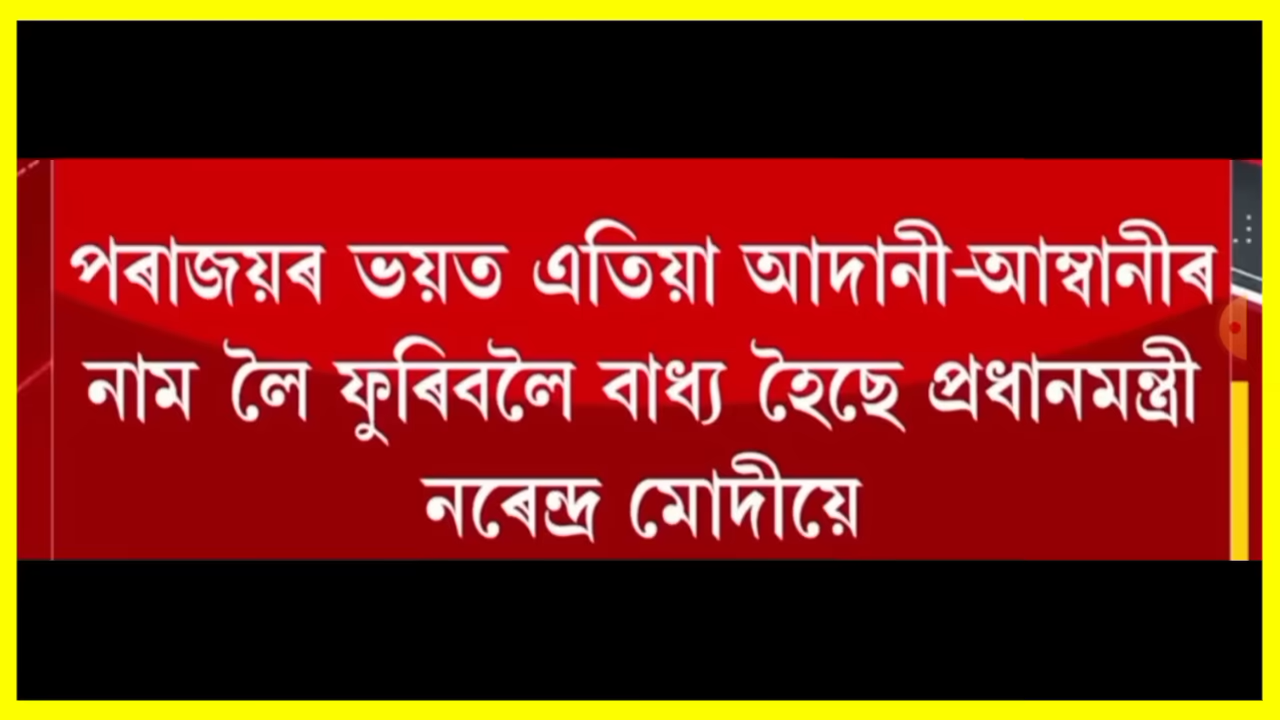 পৰাজয়ৰ ভয়ত এতিয়া আদানী-আম্বানীৰ
নাম লৈ ফুৰিবলৈ বাধ্য হৈছে প্ৰধানমন্ত্ৰী
নৰেন্দ্ৰ মোদীয়ে